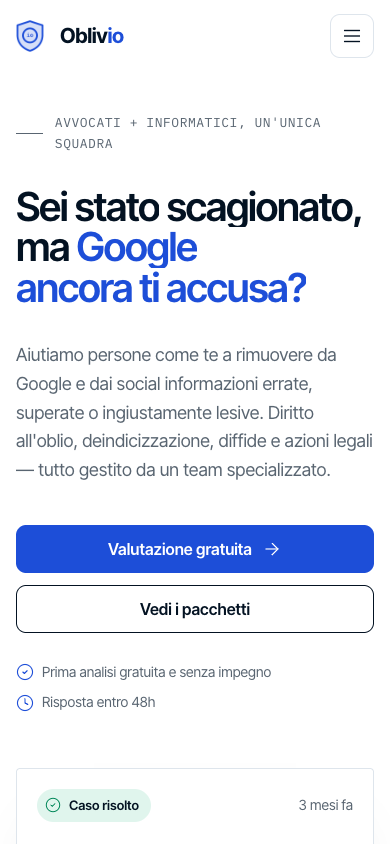 Oblivio
AVVOCATI + INFORMATICI, UN'UNICA
SQUADRA
Sei stato scagionato,
ma Google
ancora ti accusa?
Aiutiamo persone come te a rimuovere da
Google e dai social informazioni errate,
superate o ingiustamente lesive. Diritto
all'oblio, deindicizzazione, diffide e azioni legali
— tutto gestito da un team specializzato.
Valutazione gratuita
Vedi i pacchetti
Prima analisi gratuita e senza impegno
Risposta entro 48h
Caso risolto 3 mesi fa